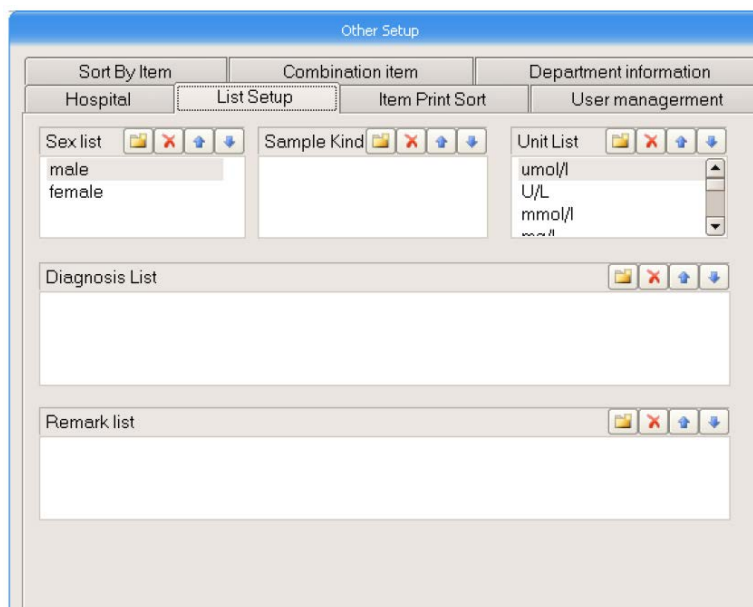 Other Setup
Sort By Item Combination item Department information
Hospital List Setup Item Print Sort User managerment
Sex list Sample Kind Unit List
male umol/l
female U/L
mmol/l
Diagnosis List
Remark list